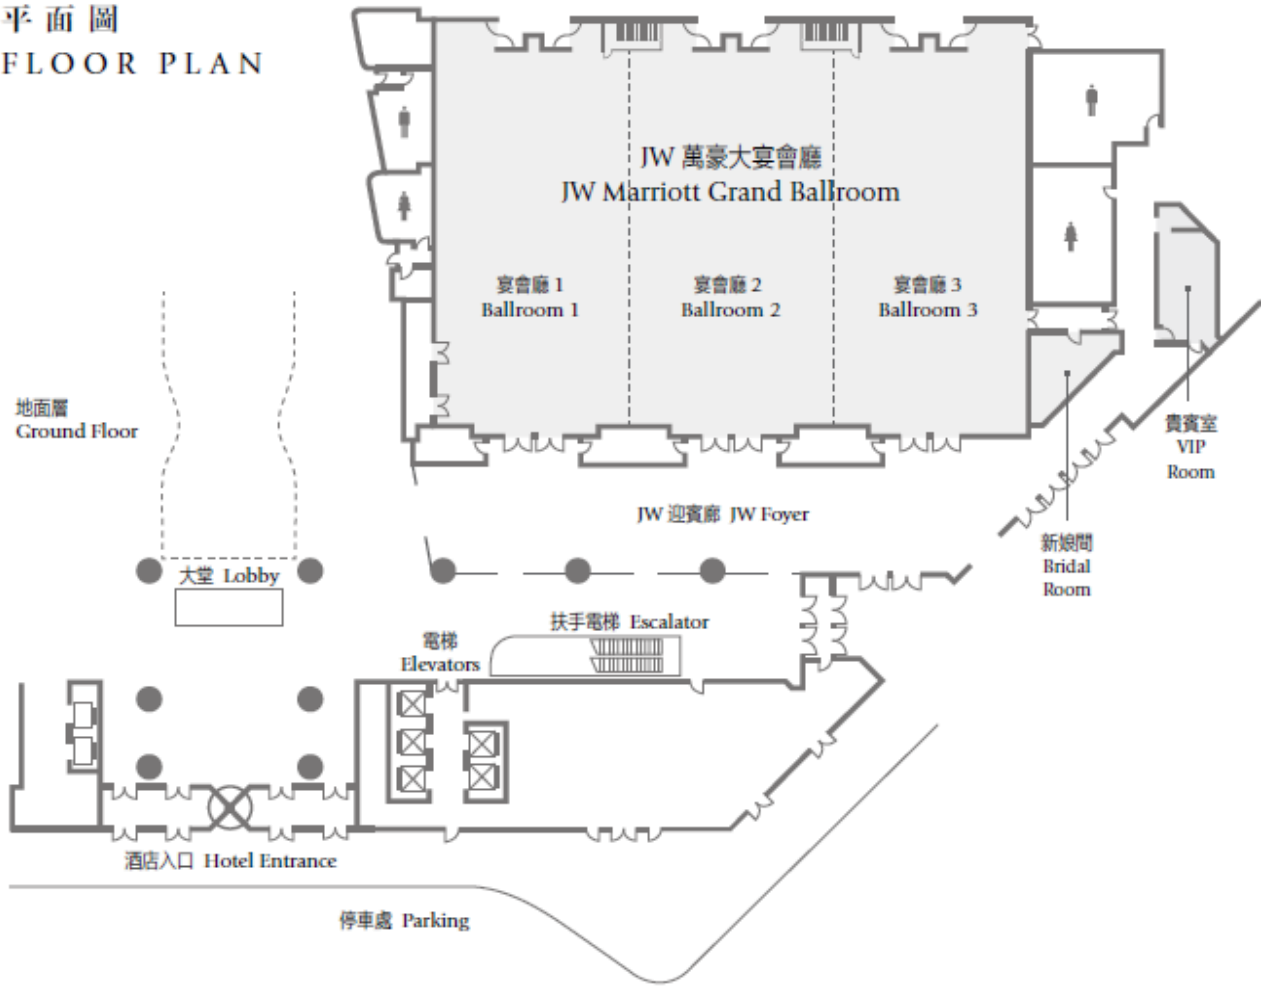 平面圖
FLOOR PLAN
JW 萬豪大宴會廳
JW Marriott Grand Ballroom
宴會廳 1
Ballroom 1
宴會廳 2
Ballroom 2
宴會廳 3
Ballroom 3
地面層
Ground Floor
貴賓室
VIP
Room
JW 迎賓廊 JW Foyer
新娘間
Bridal
Room
大堂 Lobby
扶手電梯 Escalator
電梯
Elevators
酒店入口 Hotel Entrance
停車處 Parking